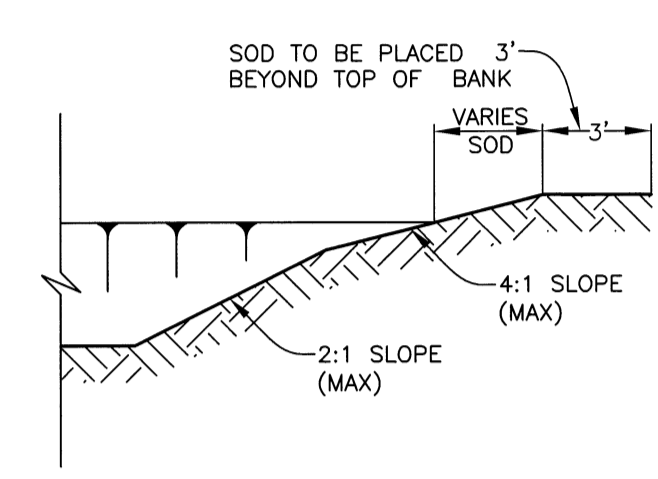 SOD TO BE PLACED 3'
BEYOND TOP OF BANK
VARIES
SOD
3'
4:1 SLOPE
(MAX)
2:1 SLOPE
(MAX)